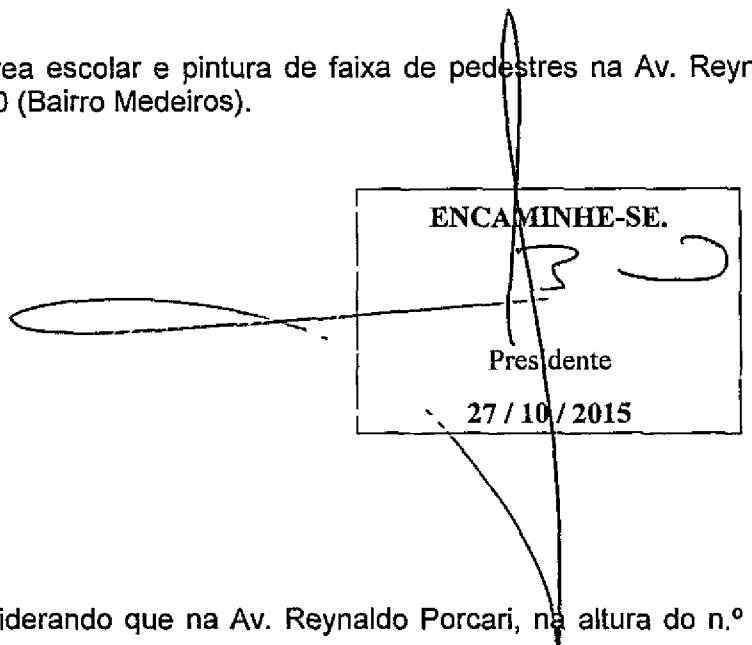 rea escolar e pintura de faixa de pedestres na Av. Reyn
0 (Bairro Medeiros).
ENCAMINHE-SE.
Presidente
27 / 10 / 2015
siderando que na Av. Reynaldo Porcari, na altura do n.º